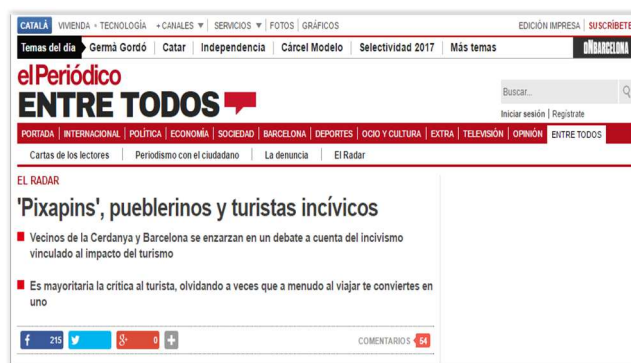 CATALÀ VIVIENDA + TECNOLOGÍA + CANALES ▼ SERVICIOS ▼ FOTOS GRÁFICOS EDICIÓN IMPRESA SUSCRÍBETE
Temas del día Germà Gordó Catar Independencia Cárcel Modelo Selectividad 2017 Más temas ONBARCELONA
el Periódico
ENTRE TODOS
Buscar...
Iniciar sesión Regístrate
PORTADA INTERNACIONAL POLÍTICA ECONOMÍA SOCIEDAD BARCELONA DEPORTES OCIO Y CULTURA EXTRA TELEVISIÓN OPINIÓN ENTRE TODOS
Cartas de los lectores Periodismo con el ciudadano La denuncia El Radar
EL RADAR
'Pixapins', pueblerinos y turistas incívicos
Vecinos de la Cerdanya y Barcelona se enzarzan en un debate a cuenta del incivismo
vinculado al impacto del turismo
Es mayoritaria la crítica al turista, olvidando a veces que a menudo al viajar te conviertes en
uno
f 215 g+ 0 + COMENTARIOS 54